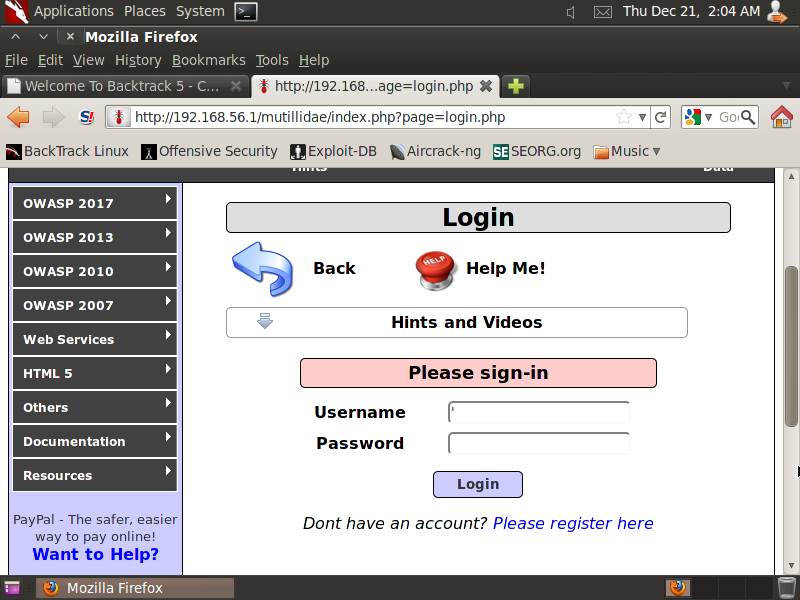 Applications Places System Thu Dec 21, 2:04 AM
Mozilla Firefox
File Edit View History Bookmarks Tools Help
Welcome To Backtrack 5 - C... http://192.168...age=login.php
http://192.168.56.1/mutillidae/index.php?page=login.php
BackTrack Linux Offensive Security Exploit-DB Aircrack-ng SEORG.org Music
Hints Data
OWASP 2017
OWASP 2013
OWASP 2010
OWASP 2007
Web Services
HTML 5
Others
Documentation
Resources
PayPal - The safer, easier
way to pay online!
Want to Help?
Login
Back HELP Help Me!
Hints and Videos
Please sign-in
Username '
Password
Login
Dont have an account? Please register here
Mozilla Firefox